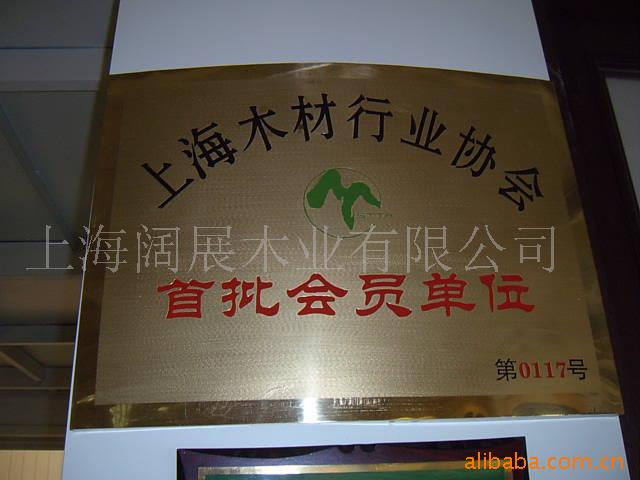 上海木材行业协会
上海阔展木业有限公司
首批会员单位
第0117号
alibaba.com.cn